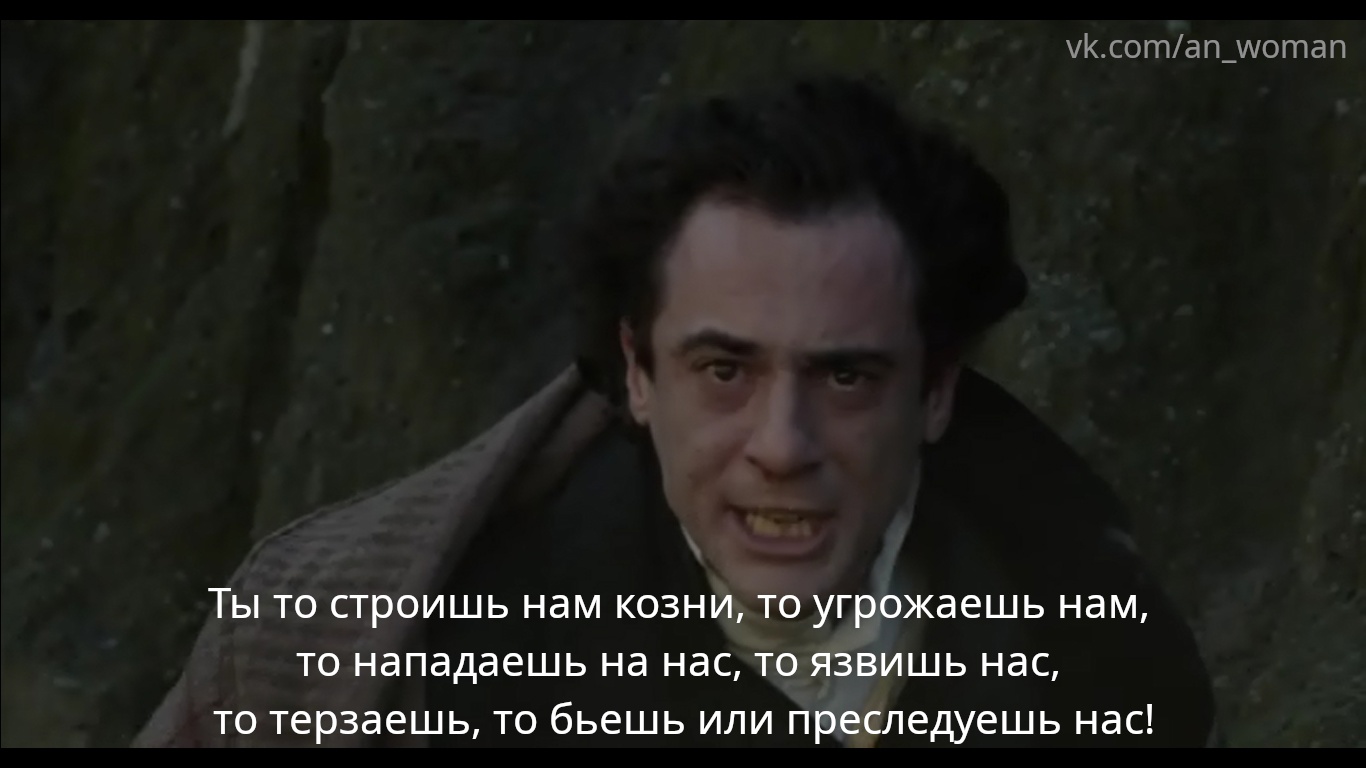 vk.com/an_woman
Ты то строишь нам козни, то угрожаешь нам,
то нападаешь на нас, то язвишь нас,
то терзаешь, то бьешь или преследуешь нас!